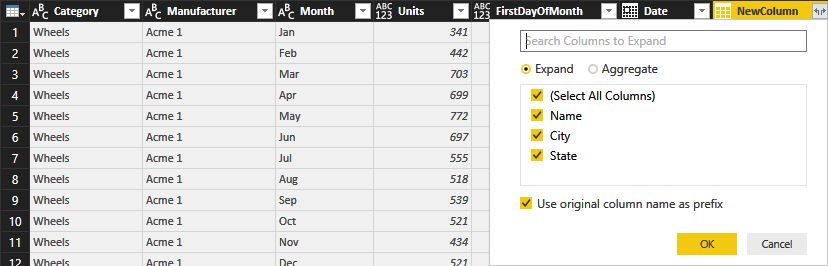 Category Manufacturer Month ABC 123 Units ABC 123 FirstDayOfMonth Date NewColumn
Search Columns to Expand
1 Wheels Acme 1 Jan 341
2 Wheels Acme 1 Feb 442
Expand Aggregate
3 Wheels Acme 1 Mar 703
4 Wheels Acme 1 Apr 699
(Select All Columns)
5 Wheels Acme 1 May 772
Name
6 Wheels Acme 1 Jun 697
City
7 Wheels Acme 1 Jul 555
State
8 Wheels Acme 1 Aug 518
9 Wheels Acme 1 Sep 539
Use original column name as prefix
10 Wheels Acme 1 Oct 521
11 Wheels Acme 1 Nov 434
OK Cancel
12 Wheels Acme 1 Dec 521